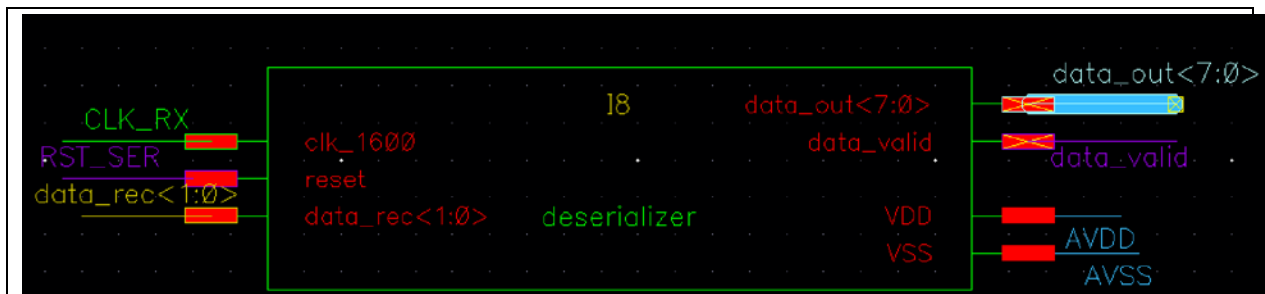 data_out<7:0>
I8
data_out<7:0>
CLK_RX
clk_1600
data_valid
RST_SER
data_valid
reset
data_rec<1:0>
data_rec<1:0>
deserializer
VDD
AVDD
VSS
AVSS